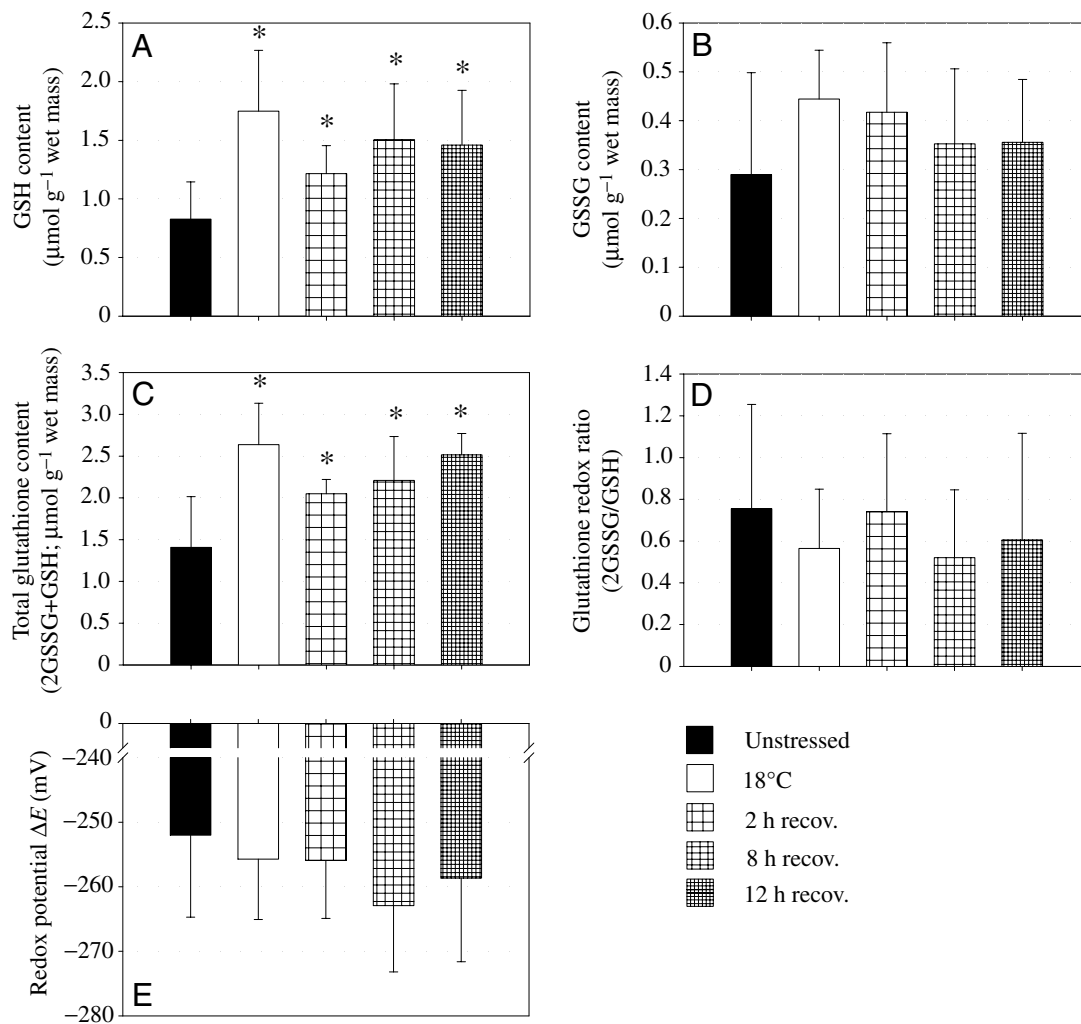 A
GSH content
(μmol g−1 wet mass)
2.5
2.0
1.5
1.0
0.5
0
*
*
*
*
B
GSSG content
(μmol g−1 wet mass)
0.6
0.5
0.4
0.3
0.2
0.1
0
C
Total glutathione content
(2GSSG+GSH; μmol g−1 wet mass)
3.5
3.0
2.5
2.0
1.5
1.0
0.5
0
*
*
*
*
D
Glutathione redox ratio
(2GSSG/GSH)
1.4
1.2
1.0
0.8
0.6
0.4
0.2
0
E
Redox potential ΔE (mV)
0
−240
−250
−260
−270
−280
Unstressed
18°C
2 h recov.
8 h recov.
12 h recov.